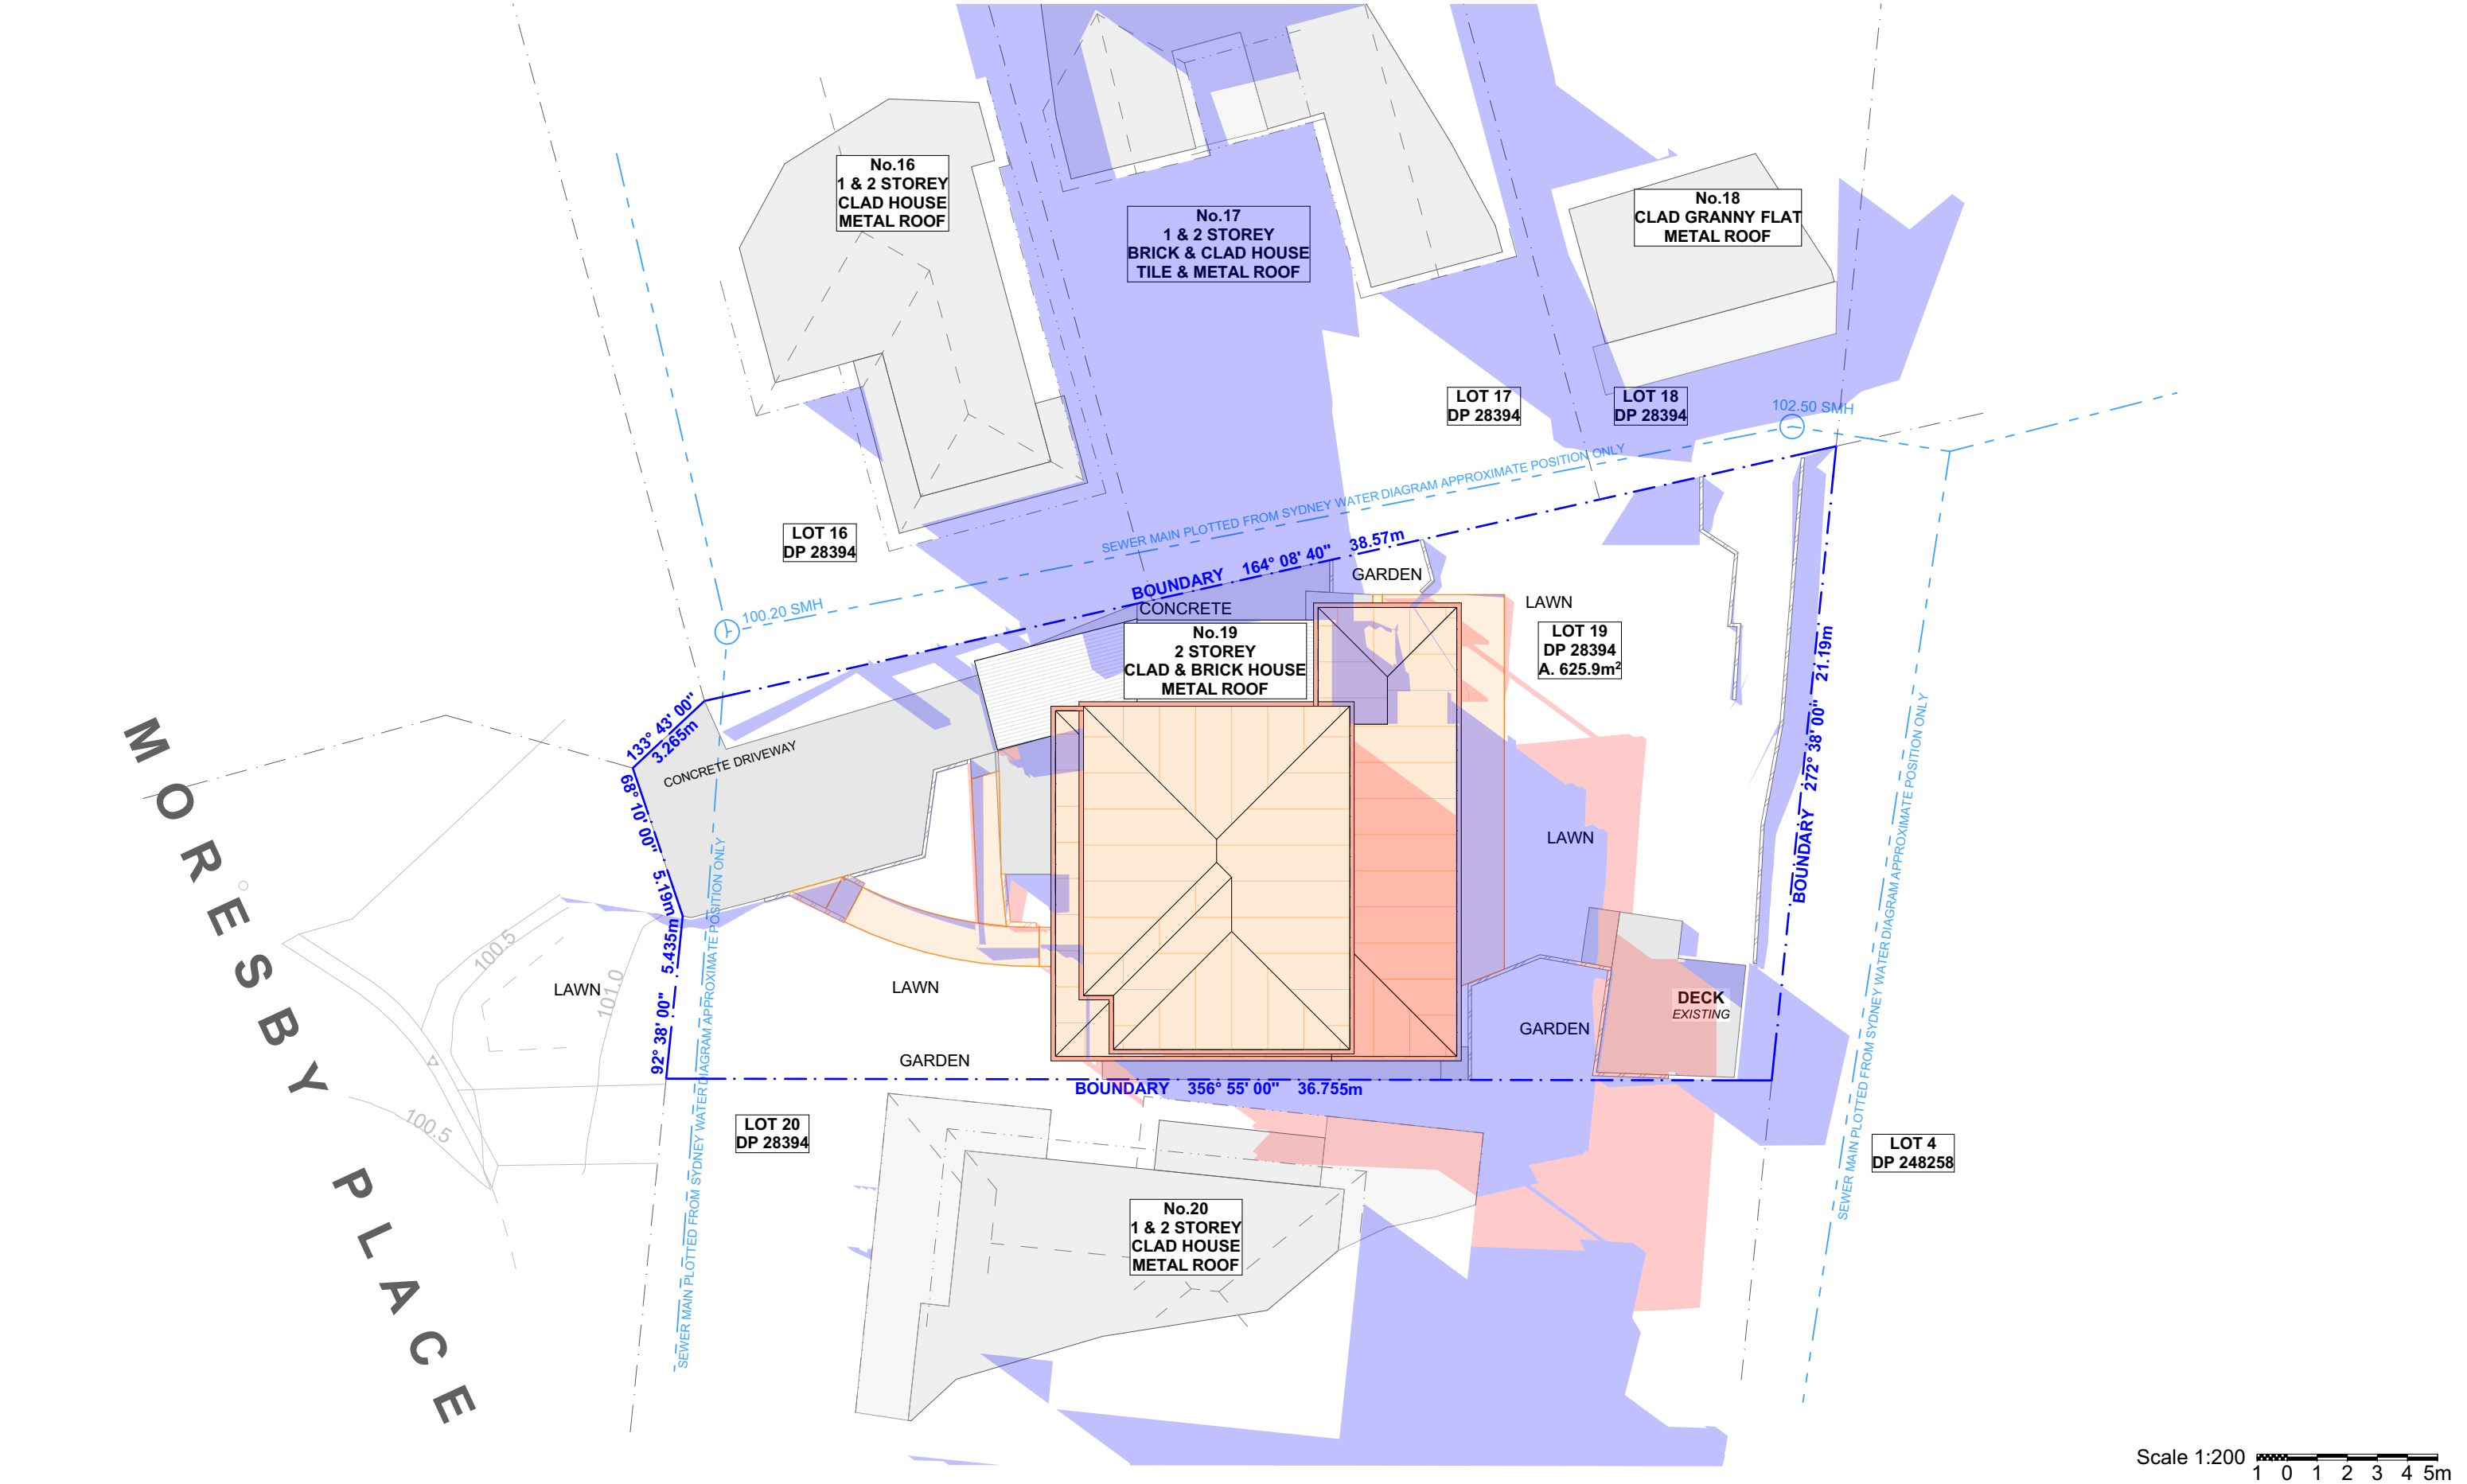 No.16
1 & 2 STOREY
CLAD HOUSE
METAL ROOF
No.17
1 & 2 STOREY
BRICK & CLAD HOUSE
TILE & METAL ROOF
No.18
CLAD GRANNY FLAT
METAL ROOF
LOT 17
DP 28394
LOT 18
DP 28394
102.50 SMH
SEWER MAIN PLOTTED FROM SYDNEY WATER DIAGRAM APPROXIMATE POSITION ONLY
LOT 16
DP 28394
BOUNDARY 164° 08' 40" 38.57m
GARDEN
100.20 SMH
CONCRETE
LAWN
No.19
2 STOREY
CLAD & BRICK HOUSE
METAL ROOF
LOT 19
DP 28394
A. 625.9m²
BOUNDARY 272° 38' 00" 21.19m
133° 43' 00"
3.265m
CONCRETE DRIVEWAY
68° 10' 00" 5.19m
SEWER MAIN PLOTTED FROM SYDNEY WATER DIAGRAM APPROXIMATE POSITION ONLY
LAWN
MORESBY PLACE
100.5
101.0
LAWN
92° 38' 00" 5.435m
LAWN
DECK
EXISTING
GARDEN
GARDEN
BOUNDARY 356° 55' 00" 36.755m
100.5
LOT 20
DP 28394
SEWER MAIN PLOTTED FROM SYDNEY WATER DIAGRAM APPROXIMATE POSITION ONLY
LOT 4
DP 248258
No.20
1 & 2 STOREY
CLAD HOUSE
METAL ROOF
Scale 1:200
1 0 1 2 3 4 5m